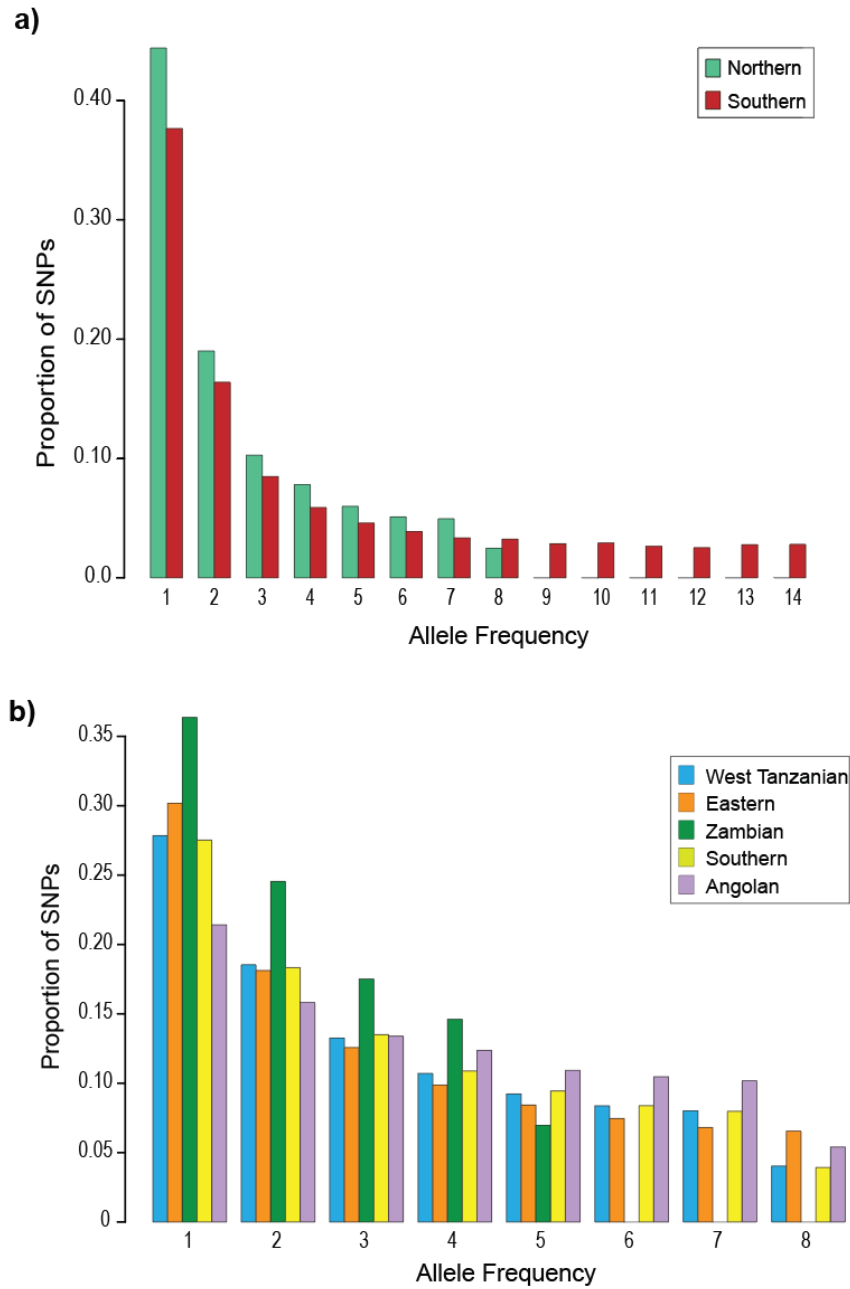 a)
Northern
Southern
Proportion of SNPs
0.40
0.30
0.20
0.10
0.0
1 2 3 4 5 6 7 8 9 10 11 12 13 14
Allele Frequency
b)
West Tanzanian
Eastern
Zambian
Southern
Angolan
Proportion of SNPs
0.35
0.30
0.25
0.20
0.15
0.10
0.05
0
1 2 3 4 5 6 7 8
Allele Frequency